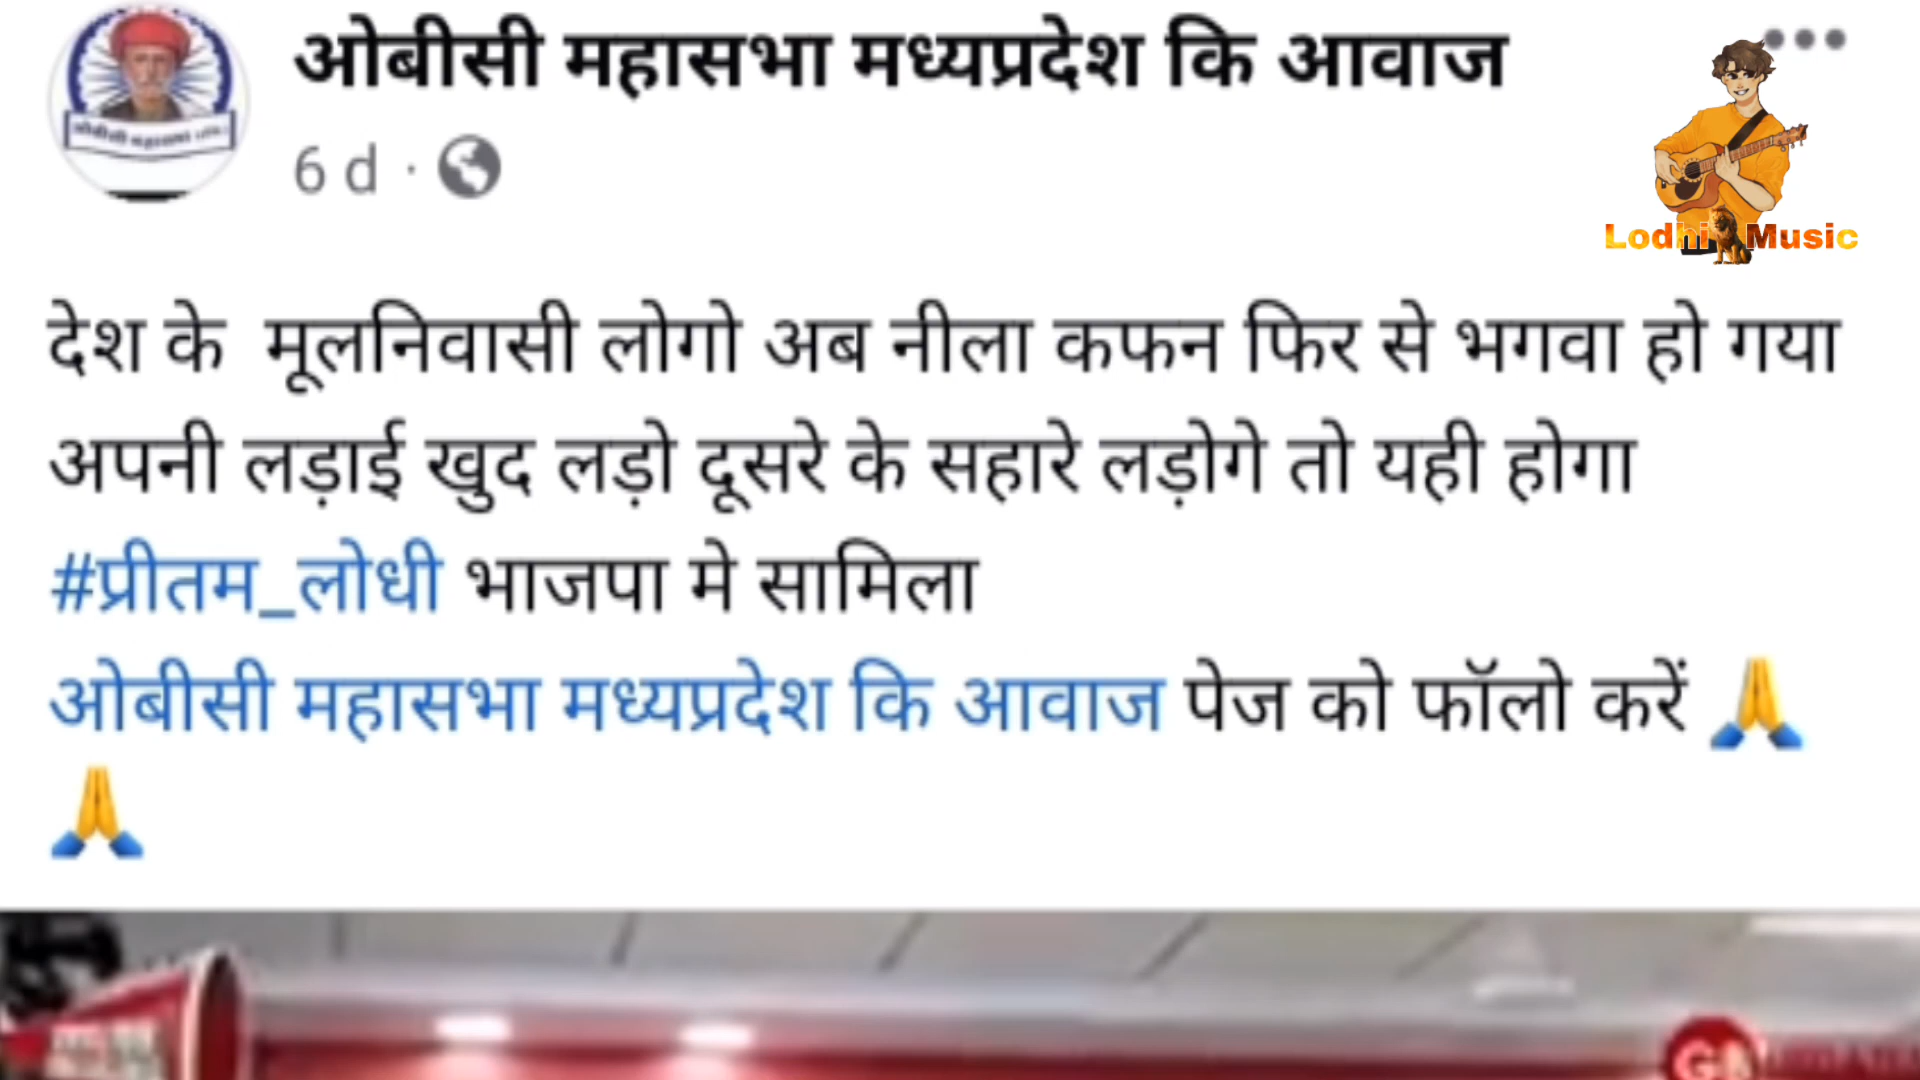 ओबीसी महासभा मध्यप्रदेश कि आवाज
6 d ·
Lodhi Music
देश के मूलनिवासी लोगो अब नीला कफन फिर से भगवा हो गया
अपनी लड़ाई खुद लड़ो दूसरे के सहारे लड़ोगे तो यही होगा
#प्रीतम_लोधी भाजपा मे सामिला
ओबीसी महासभा मध्यप्रदेश कि आवाज पेज को फॉलो करें 🙏
🙏